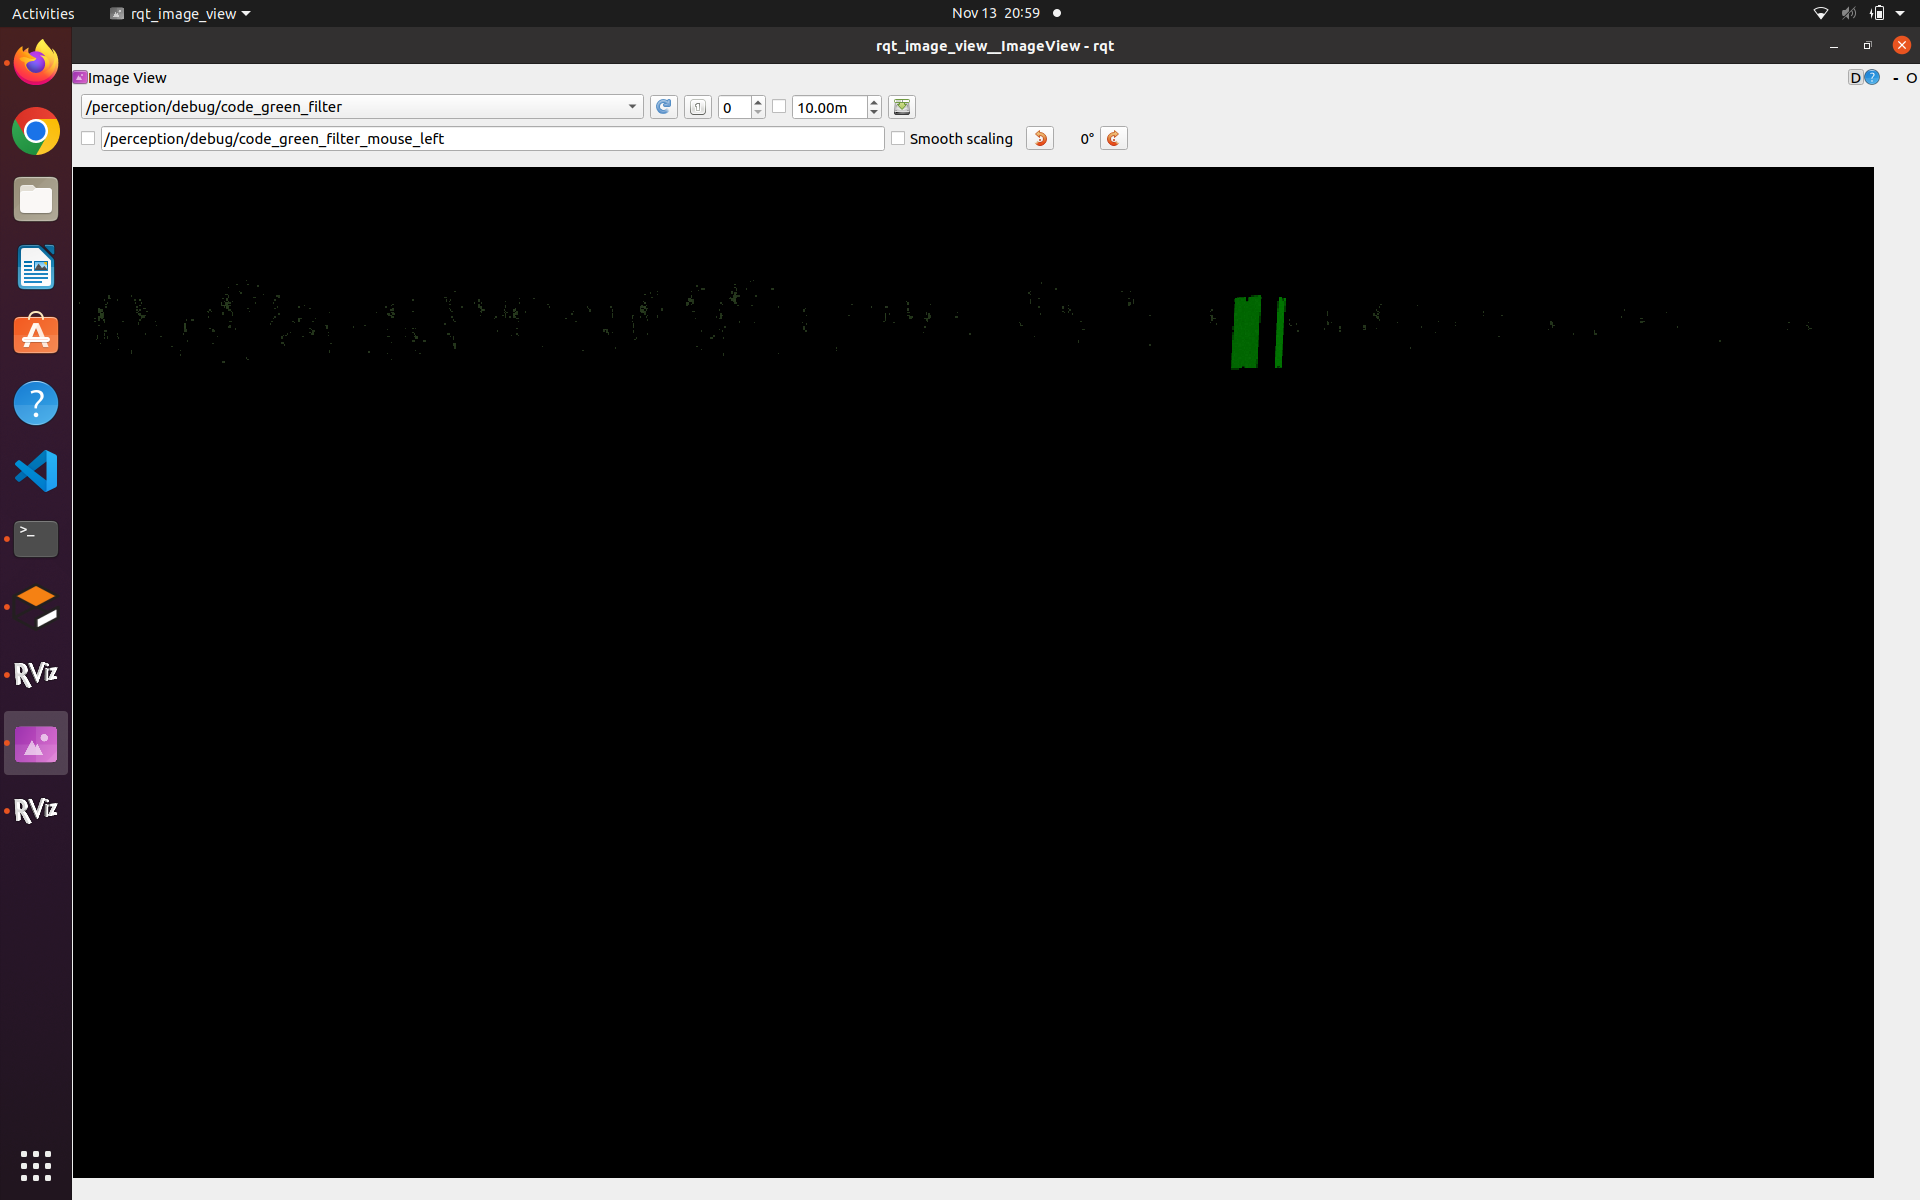 Activities
rqt_image_view
Nov 13 20:59
rqt_image_view__ImageView - rqt
Image View
D
?
- O
/perception/debug/code_green_filter
0
10.00m
/perception/debug/code_green_filter_mouse_left
Smooth scaling
0°
A
?
>_
RViz
RViz